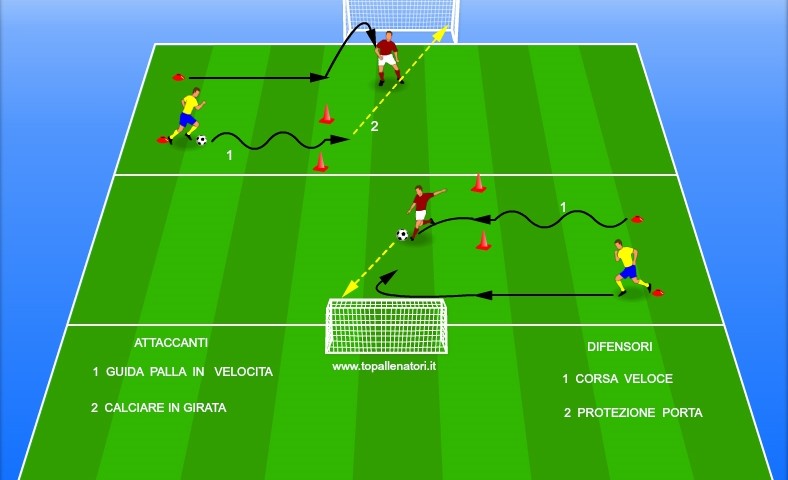 2
1
1
www.topallenatori.it
ATTACCANTI
1 GUIDA PALLA IN VELOCITA
2 CALCIARE IN GIRATA
DIFENSORI
1 CORSA VELOCE
2 PROTEZIONE PORTA